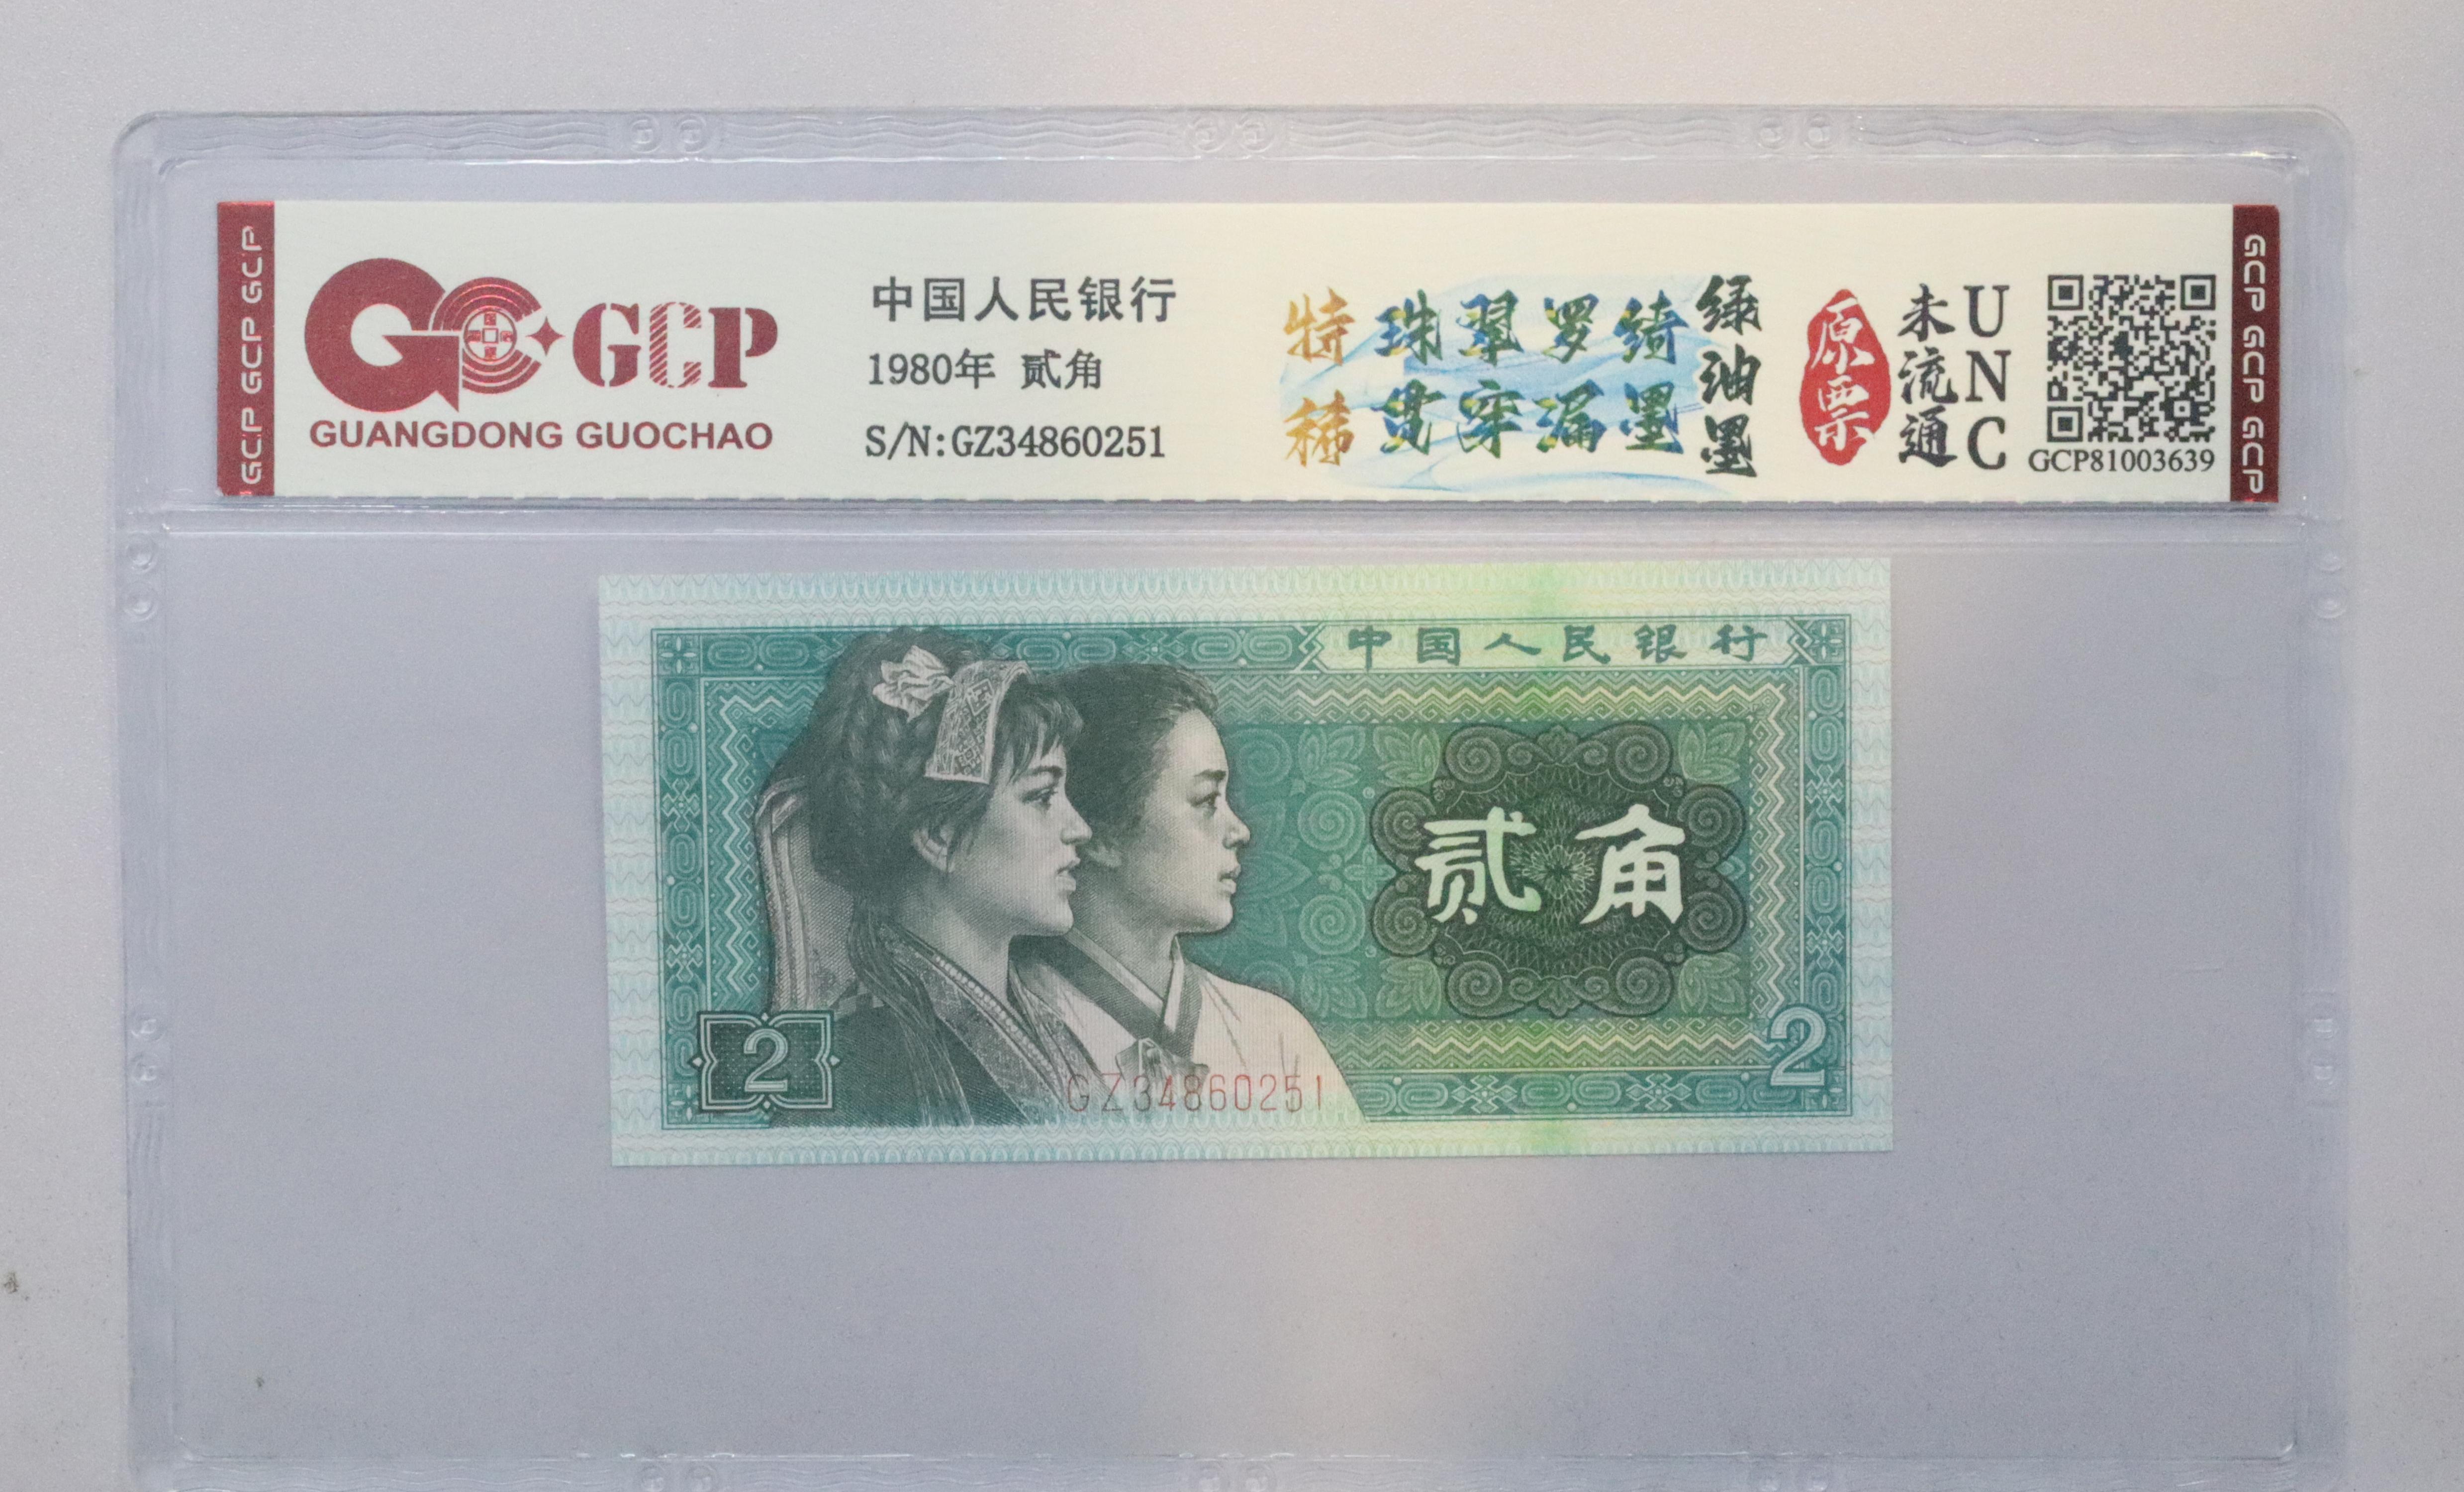 GCP GCP GCP
GCP
GUANGDONG GUOCHAO
中国人民银行
1980年 贰角
S/N:GZ34860251
特稀
珠翠罗绮
贯穿漏墨
绿油墨
原票
未流通
UNC
GCP81003639
GCP GCP GCP
中国人民银行
贰角
2
GZ34860251
2